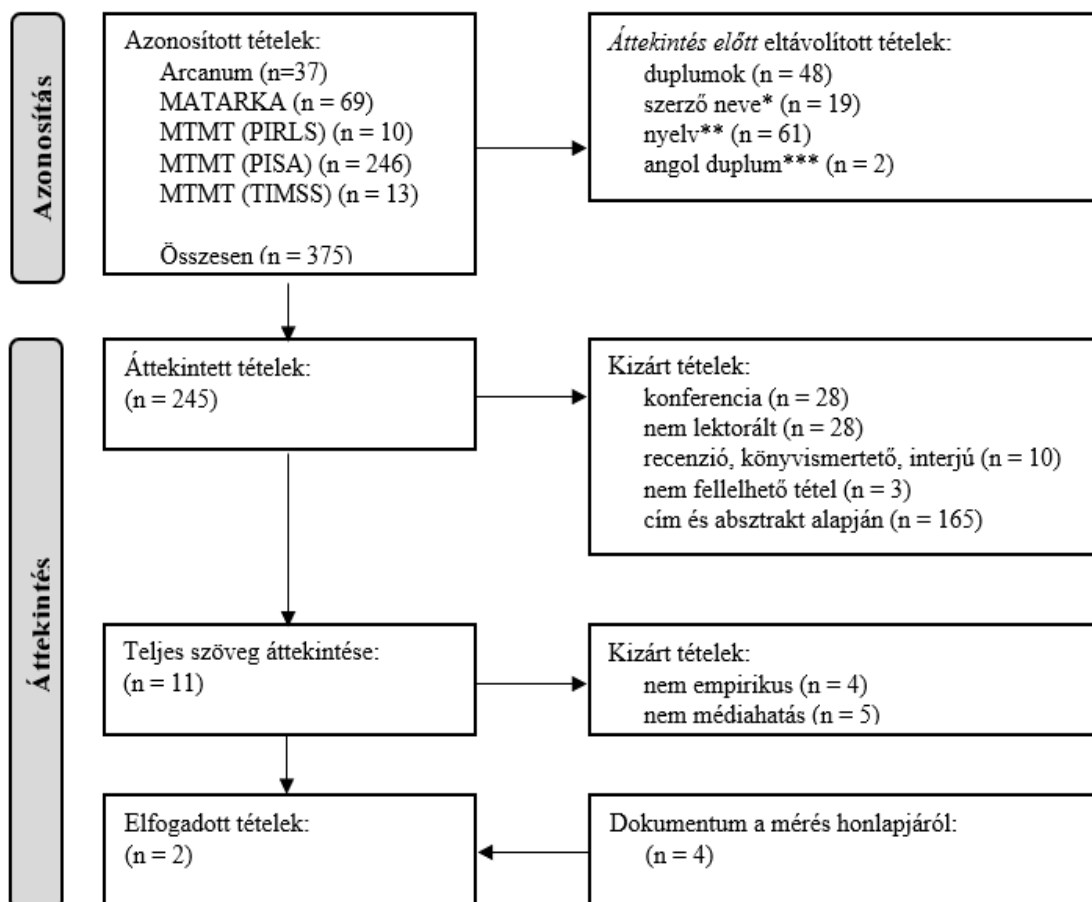 Azonosítás
Azonosított tételek:
Arcanum (n=37)
MATARKA (n = 69)
MTMT (PIRLS) (n = 10)
MTMT (PISA) (n = 246)
MTMT (TIMSS) (n = 13)
Összesen (n = 375)
Áttekintés előtt eltávolított tételek:
duplumok (n = 48)
szerző neve* (n = 19)
nyelv** (n = 61)
angol duplum*** (n = 2)
Áttekintés
Áttekintett tételek:
(n = 245)
Kizárt tételek:
konferencia (n = 28)
nem lektorált (n = 28)
recenzió, könyvismertető, interjú (n = 10)
nem fellelhető tétel (n = 3)
cím és absztrakt alapján (n = 165)
Teljes szöveg áttekintése:
(n = 11)
Kizárt tételek:
nem empirikus (n = 4)
nem médiahatás (n = 5)
Elfogadott tételek:
(n = 2)
Dokumentum a mérés honlapjáról:
(n = 4)